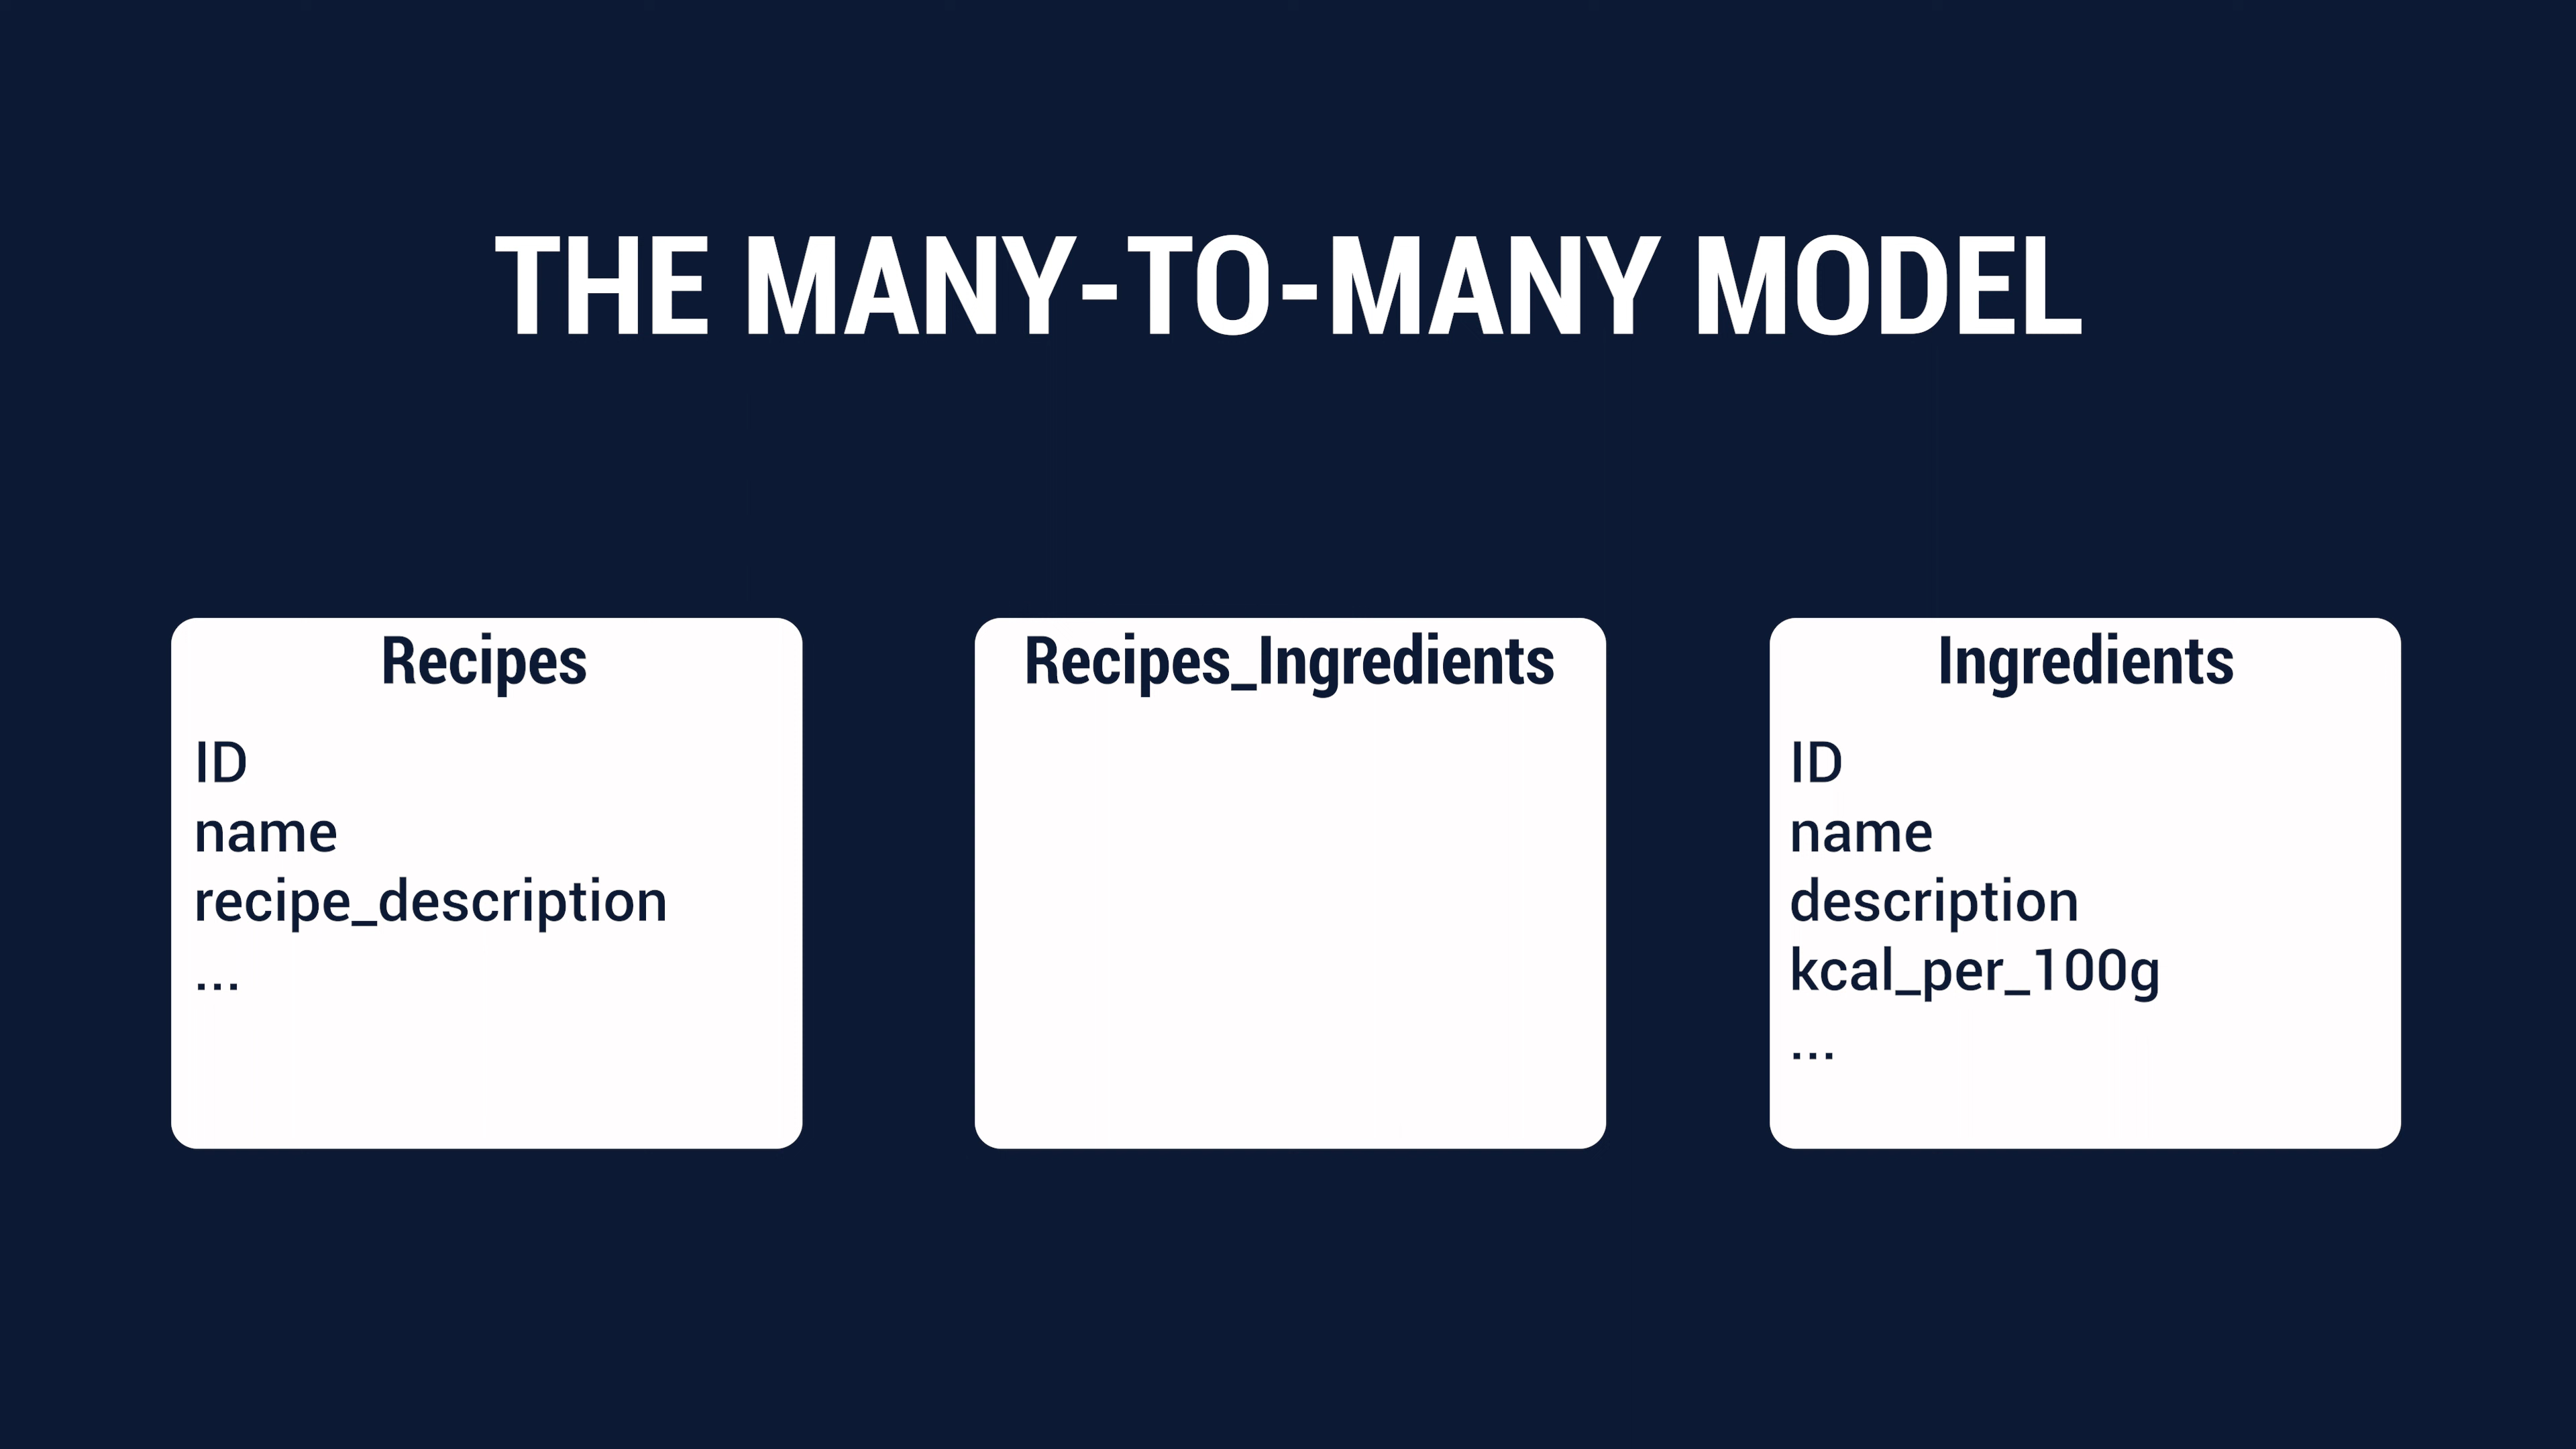 THE MANY-TO-MANY MODEL
Recipes
ID
name
recipe_description
...
Recipes_Ingredients
Ingredients
ID
name
description
kcal_per_100g
...